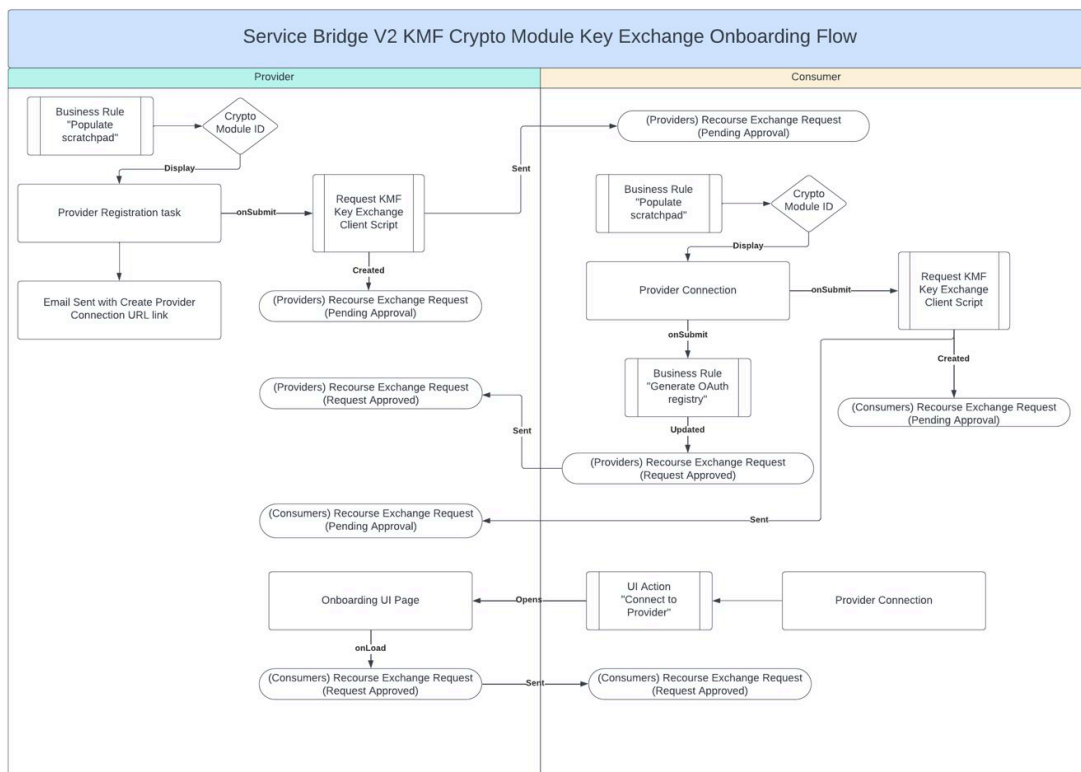 Service Bridge V2 KMF Crypto Module Key Exchange Onboarding Flow
Provider
Consumer
Business Rule
"Populate
scratchpad"
Crypto
Module ID
Display
Provider Registration task
onSubmit
Request KMF
Key Exchange
Client Script
Sent
(Providers) Recourse Exchange Request
(Pending Approval)
Created
(Providers) Recourse Exchange Request
(Pending Approval)
Email Sent with Create Provider
Connection URL link
Business Rule
"Populate
scratchpad"
Crypto
Module ID
Display
Provider Connection
onSubmit
Request KMF
Key Exchange
Client Script
onSubmit
Created
Business Rule
"Generate OAuth
registry"
(Consumers) Recourse Exchange Request
(Pending Approval)
Updated
(Providers) Recourse Exchange Request
(Request Approved)
Sent
(Providers) Recourse Exchange Request
(Request Approved)
Sent
(Consumers) Recourse Exchange Request
(Pending Approval)
Provider Connection
UI Action
"Connect to
Provider"
Opens
Onboarding UI Page
onLoad
(Consumers) Recourse Exchange Request
(Request Approved)
Sent
(Consumers) Recourse Exchange Request
(Request Approved)